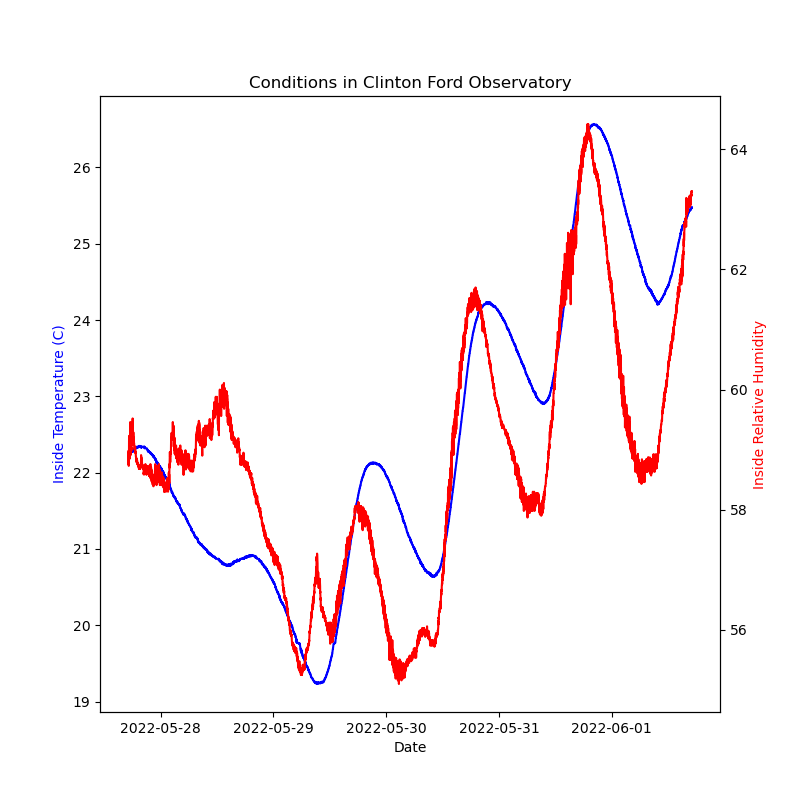 Conditions in Clinton Ford Observatory
26
25
24
23
22
21
20
19
Inside Temperature (C)
64
62
60
58
56
Inside Relative Humidity
2022-05-28 2022-05-29 2022-05-30 2022-05-31 2022-06-01
Date